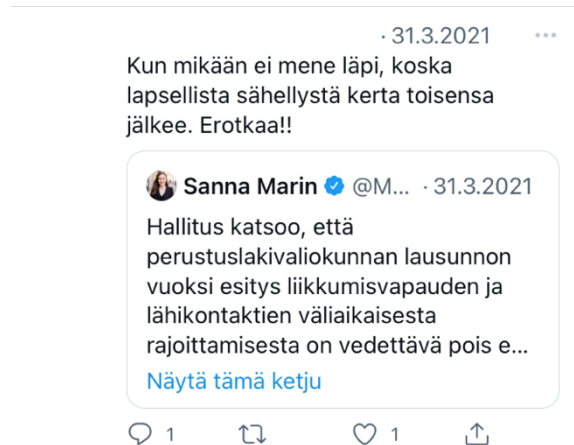 · 31.3.2021
Kun mikään ei mene läpi, koska
lapsellista sähellystä kerta toisensa
jälkee. Erotkaa!!
Sanna Marin @M... · 31.3.2021
Hallitus katsoo, että
perustuslakivaliokunnan lausunnon
vuoksi esitys liikkumisvapauden ja
lähikontaktien väliaikaisesta
rajoittamisesta on vedettävä pois e...
Näytä tämä ketju
1 1